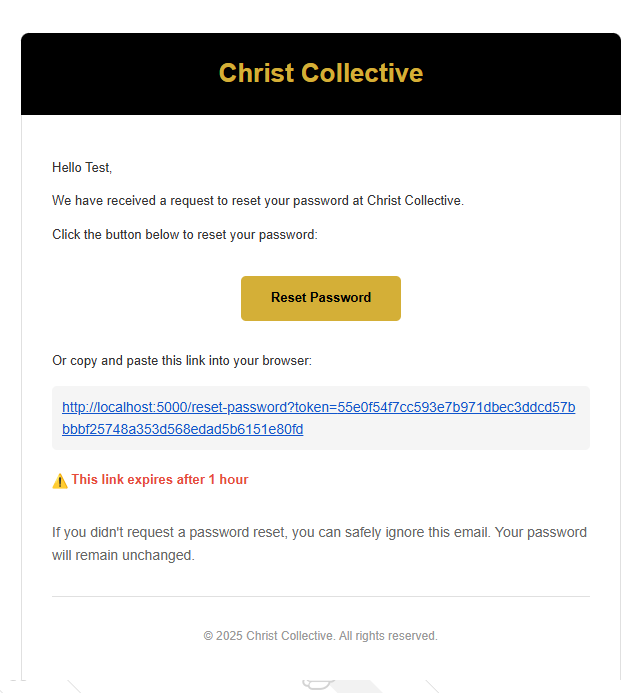 Christ Collective
Hello Test,
We have received a request to reset your password at Christ Collective.
Click the button below to reset your password:
Reset Password
Or copy and paste this link into your browser:
http://localhost:5000/reset-password?token=55e0f54f7cc593e7b971dbec3ddcd57b
bbbf25748a353d568edad5b6151e80fd
⚠️ This link expires after 1 hour
If you didn't request a password reset, you can safely ignore this email. Your password
will remain unchanged.
© 2025 Christ Collective. All rights reserved.